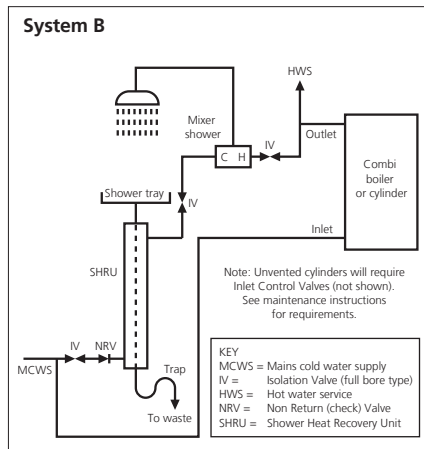 System B
HWS
Mixer
shower
IV
Outlet
C H
Combi
boiler
or cylinder
Shower tray
IV
Inlet
SHRU
Note: Unvented cylinders will require
Inlet Control Valves (not shown).
See maintenance instructions
for requirements.
IV NRV
MCWS
Trap
To waste
KEY
MCWS = Mains cold water supply
IV = Isolation Valve (full bore type)
HWS = Hot water service
NRV = Non Return (check) Valve
SHRU = Shower Heat Recovery Unit